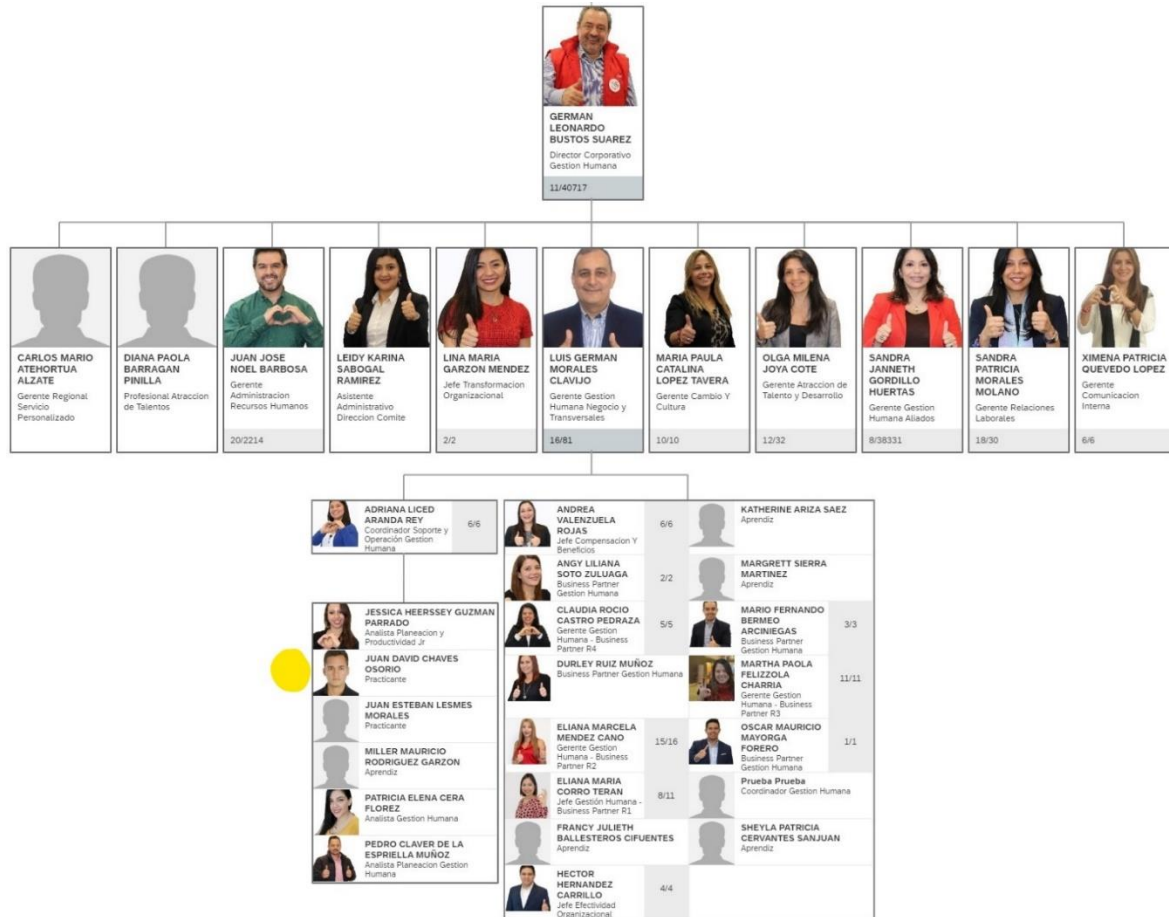 GERMAN
LEONARDO
BUSTOS SUAREZ
Director Corporativo
Gestion Humana
11/40717
CARLOS MARIO
ATEHORTUA
ALZATE
Gerente Regional
Servicio
Personalizado
DIANA PAOLA
BARRAGAN
PINILLA
Profesional Atraccion
de Talentos
JUAN JOSE
NOEL BARBOSA
Gerente
Administracion
Recursos Humanos
20/2214
LEIDY KARINA
SABOGAL
RAMIREZ
Asistente
Administrativo
Direccion Comite
LINA MARIA
GARZON MENDEZ
Jefe Transformacion
Organizacional
2/2
LUIS GERMAN
MORALES
CLAVIJO
Gerente Gestion
Humana Negocio y
Transversales
16/81
MARIA PAULA
CATALINA
LOPEZ TAVERA
Gerente Cambio Y
Cultura
10/10
OLGA MILENA
JOYA COTE
Gerente Atraccion de
Talento y Desarrollo
12/32
SANDRA
JANNETH
GORDILLO
HUERTAS
Gerente Gestion
Humana Aliados
8/38331
SANDRA
PATRICIA
MORALES
MOLANO
Gerente Relaciones
Laborales
18/30
XIMENA PATRICIA
QUEVEDO LOPEZ
Gerente
Comunicacion
Interna
6/6
ADRIANA LICED
ARANDA REY
Coordinador Soporte y
Operación Gestion
Humana
6/6
JESSICA HEERSSEY GUZMAN
PARRADO
Analista Planeacion y
Productividad Jr
JUAN DAVID CHAVES
OSORIO
Practicante
JUAN ESTEBAN LESMES
MORALES
Practicante
MILLER MAURICIO
RODRIGUEZ GARZON
Aprendiz
PATRICIA ELENA CERA
FLOREZ
Analista Gestion Humana
PEDRO CLAVER DE LA
ESPRIELLA MUÑOZ
Analista Planeacion Gestion
Humana
ANDREA
VALENZUELA
ROJAS
Jefe Compensacion Y
Beneficios
6/6
ANGY LILIANA
SOTO ZULUAGA
Business Partner
Gestion Humana
2/2
CLAUDIA ROCIO
CASTRO PEDRAZA
Gerente Gestion
Humana - Business
Partner R4
5/5
DURLEY RUIZ MUÑOZ
Business Partner Gestion Humana
ELIANA MARCELA
MENDEZ CANO
Gerente Gestion
Humana - Business
Partner R2
15/16
ELIANA MARIA
CORRO TERAN
Jefe Gestión Humana -
Business Partner R1
8/11
FRANCY JULIETH
BALLESTEROS CIFUENTES
Aprendiz
HECTOR
HERNANDEZ
CARRILLO
Jefe Efectividad
Organizacional
4/4
KATHERINE ARIZA SAEZ
Aprendiz
MARGRETT SIERRA
MARTINEZ
Aprendiz
MARIO FERNANDO
BERMEO
ARCINIEGAS
Business Partner
Gestion Humana
3/3
MARTHA PAOLA
FELIZZOLA
CHARRIA
Gerente Gestion
Humana - Business
Partner R3
11/11
OSCAR MAURICIO
MAYORGA
FORERO
Business Partner
Gestion Humana
1/1
Prueba Prueba
Coordinador Gestion Humana
SHEYLA PATRICIA
CERVANTES SANJUAN
Aprendiz